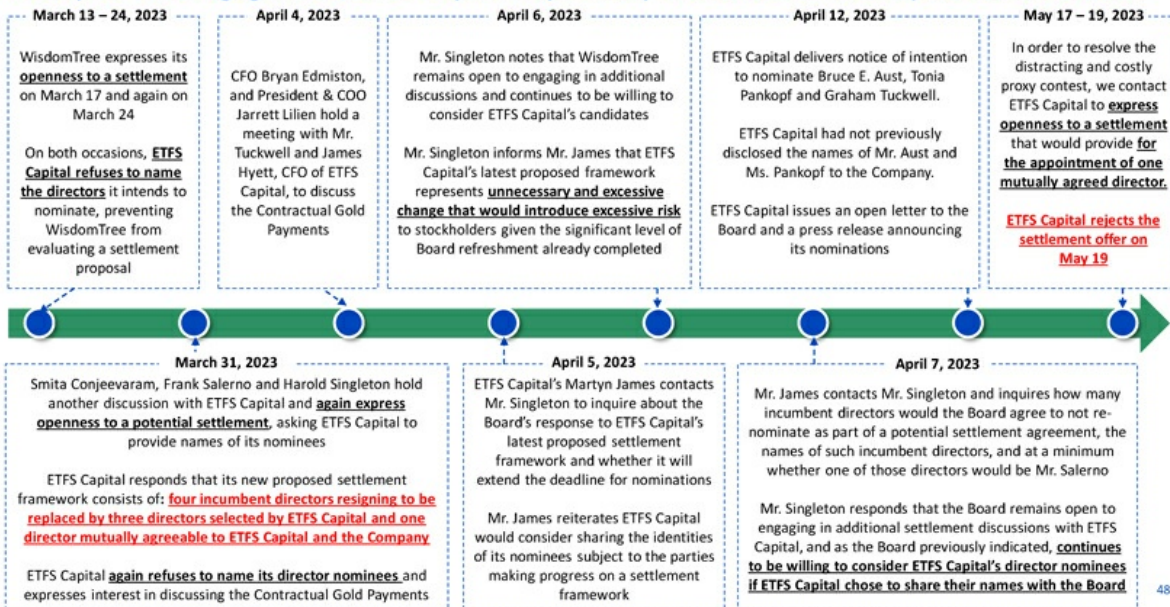 March 13 – 24, 2023
WisdomTree expresses its
openness to a settlement
on March 17 and again on
March 24
On both occasions, ETFS
Capital refuses to name
the directors it intends to
nominate, preventing
WisdomTree from
evaluating a settlement
proposal
April 4, 2023
CFO Bryan Edmiston,
and President & COO
Jarrett Lilien hold a
meeting with Mr.
Tuckwell and James
Hyett, CFO of ETFS
Capital, to discuss
the Contractual Gold
Payments
April 6, 2023
Mr. Singleton notes that WisdomTree
remains open to engaging in additional
discussions and continues to be willing to
consider ETFS Capital's candidates
Mr. Singleton informs Mr. James that ETFS
Capital's latest proposed framework
represents unnecessary and excessive
change that would introduce excessive risk
to stockholders given the significant level of
Board refreshment already completed
April 12, 2023
ETFS Capital delivers notice of intention
to nominate Bruce E. Aust, Tonia
Pankopf and Graham Tuckwell.
ETFS Capital had not previously
disclosed the names of Mr. Aust and
Ms. Pankopf to the Company.
ETFS Capital issues an open letter to the
Board and a press release announcing
its nominations
May 17 – 19, 2023
In order to resolve the
distracting and costly
proxy contest, we contact
ETFS Capital to express
openness to a settlement
that would provide for
the appointment of one
mutually agreed director.
ETFS Capital rejects the
settlement offer on
May 19
March 31, 2023
Smita Conjeevaram, Frank Salerno and Harold Singleton hold
another discussion with ETFS Capital and again express
openness to a potential settlement, asking ETFS Capital to
provide names of its nominees
ETFS Capital responds that its new proposed settlement
framework consists of: four incumbent directors resigning to be
replaced by three directors selected by ETFS Capital and one
director mutually agreeable to ETFS Capital and the Company
ETFS Capital again refuses to name its director nominees and
expresses interest in discussing the Contractual Gold Payments
April 5, 2023
ETFS Capital's Martyn James contacts
Mr. Singleton to inquire about the
Board's response to ETFS Capital's
latest proposed settlement
framework and whether it will
extend the deadline for nominations
Mr. James reiterates ETFS Capital
would consider sharing the identities
of its nominees subject to the parties
making progress on a settlement
framework
April 7, 2023
Mr. James contacts Mr. Singleton and inquires how many
incumbent directors would the Board agree to not re-
nominate as part of a potential settlement agreement, the
names of such incumbent directors, and at a minimum
whether one of those directors would be Mr. Salerno
Mr. Singleton responds that the Board remains open to
engaging in additional settlement discussions with ETFS
Capital, and as the Board previously indicated, continues
to be willing to consider ETFS Capital's director nominees
if ETFS Capital chose to share their names with the Board
48